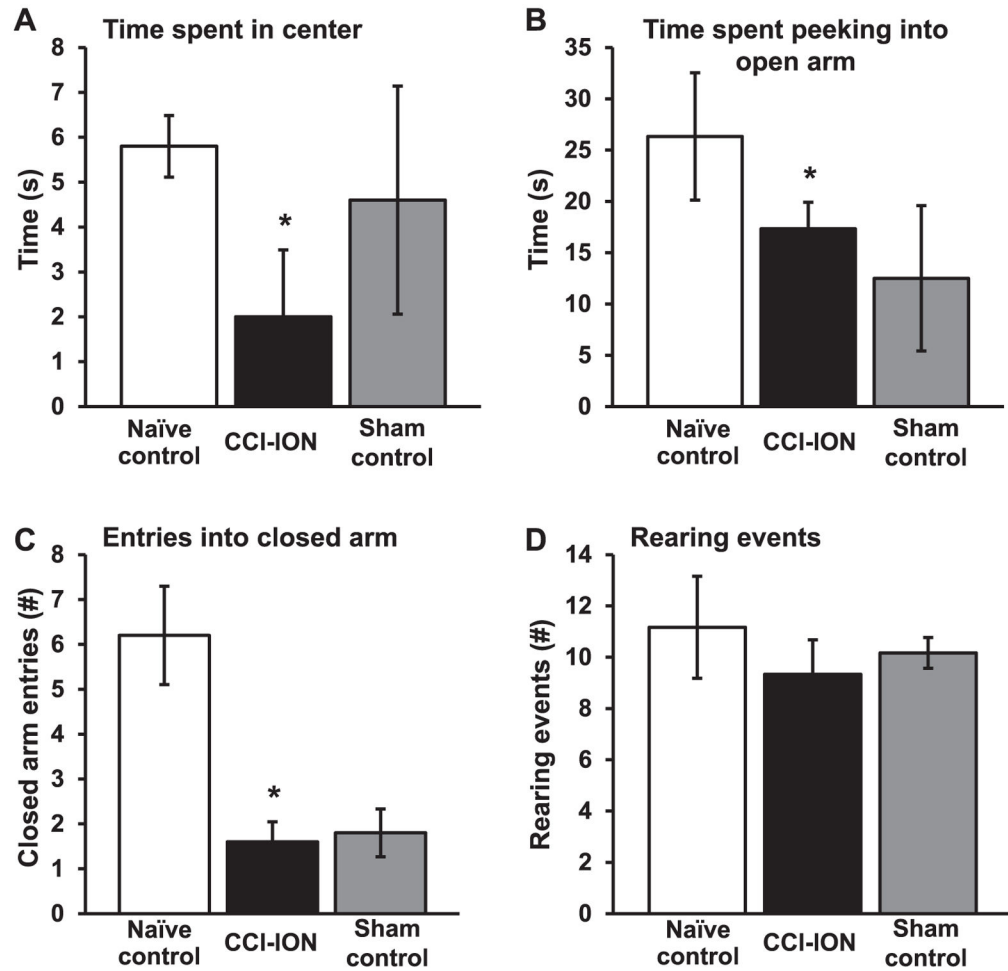 A Time spent in center
8
7
6
5
4
3
2
1
0
Time (s)
*
Naïve
control
CCI-ION
Sham
control
B Time spent peeking into
open arm
35
30
25
20
15
10
5
0
Time (s)
*
Naïve
control
CCI-ION
Sham
control
C Entries into closed arm
8
7
6
5
4
3
2
1
0
Closed arm entries (#)
*
Naïve
control
CCI-ION
Sham
control
D Rearing events
14
12
10
8
6
4
2
0
Rearing events (#)
Naïve
control
CCI-ION
Sham
control